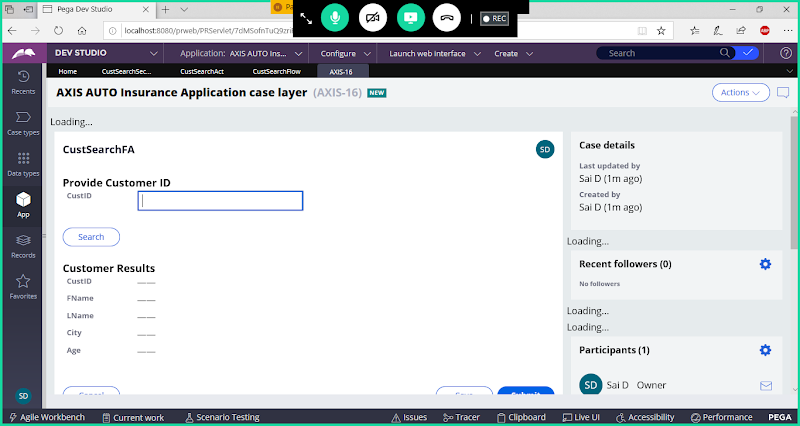 Pega Dev Studio
Pa
REC
localhost:8080/prweb/PRServlet/7dMSofnTuQ9zri
DEV STUDIO
Application: AXIS AUTO Ins...
Configure
Launch web interface
Create
Search
Home
CustSearchSec...
CustSearchAct
CustSearchFlow
AXIS-16
Recents
Case types
Data types
App
Records
Favorites
SD
AXIS AUTO Insurance Application case layer (AXIS-16) NEW
Actions
Loading...
CustSearchFA
SD
Provide Customer ID
CustID
Search
Customer Results
CustID
FName
LName
City
Age
Case details
Last updated by
Sai D (1m ago)
Created by
Sai D (1m ago)
Loading...
Recent followers (0)
No followers
Loading...
Loading...
Participants (1)
SD Sai D Owner
Agile Workbench
Current work
Scenario Testing
Issues
Tracer
Clipboard
Live UI
Accessibility
Performance
PEGA